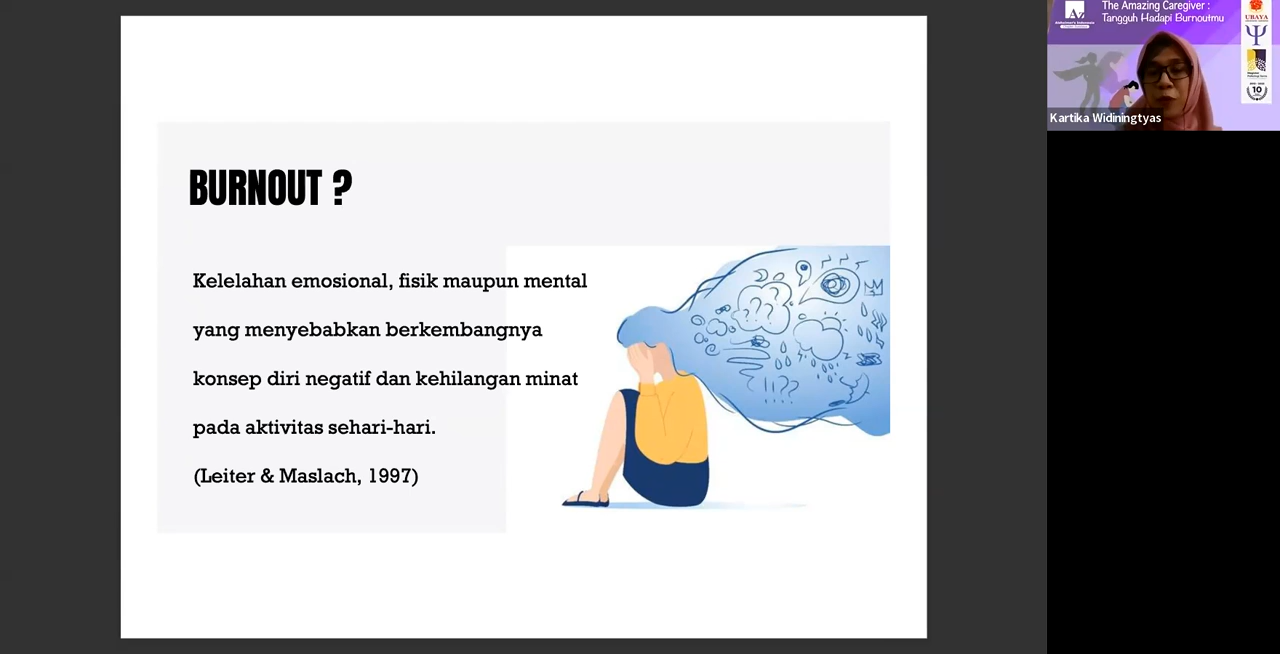 BURNOUT ?
Kelelahan emosional, fisik maupun mental
yang menyebabkan berkembangnya
konsep diri negatif dan kehilangan minat
pada aktivitas sehari-hari.
(Leiter & Maslach, 1997)
The Amazing Caregiver :
Tangguh Hadapi Burnoutmu
UBAYA
10
Kartika Widiningtyas